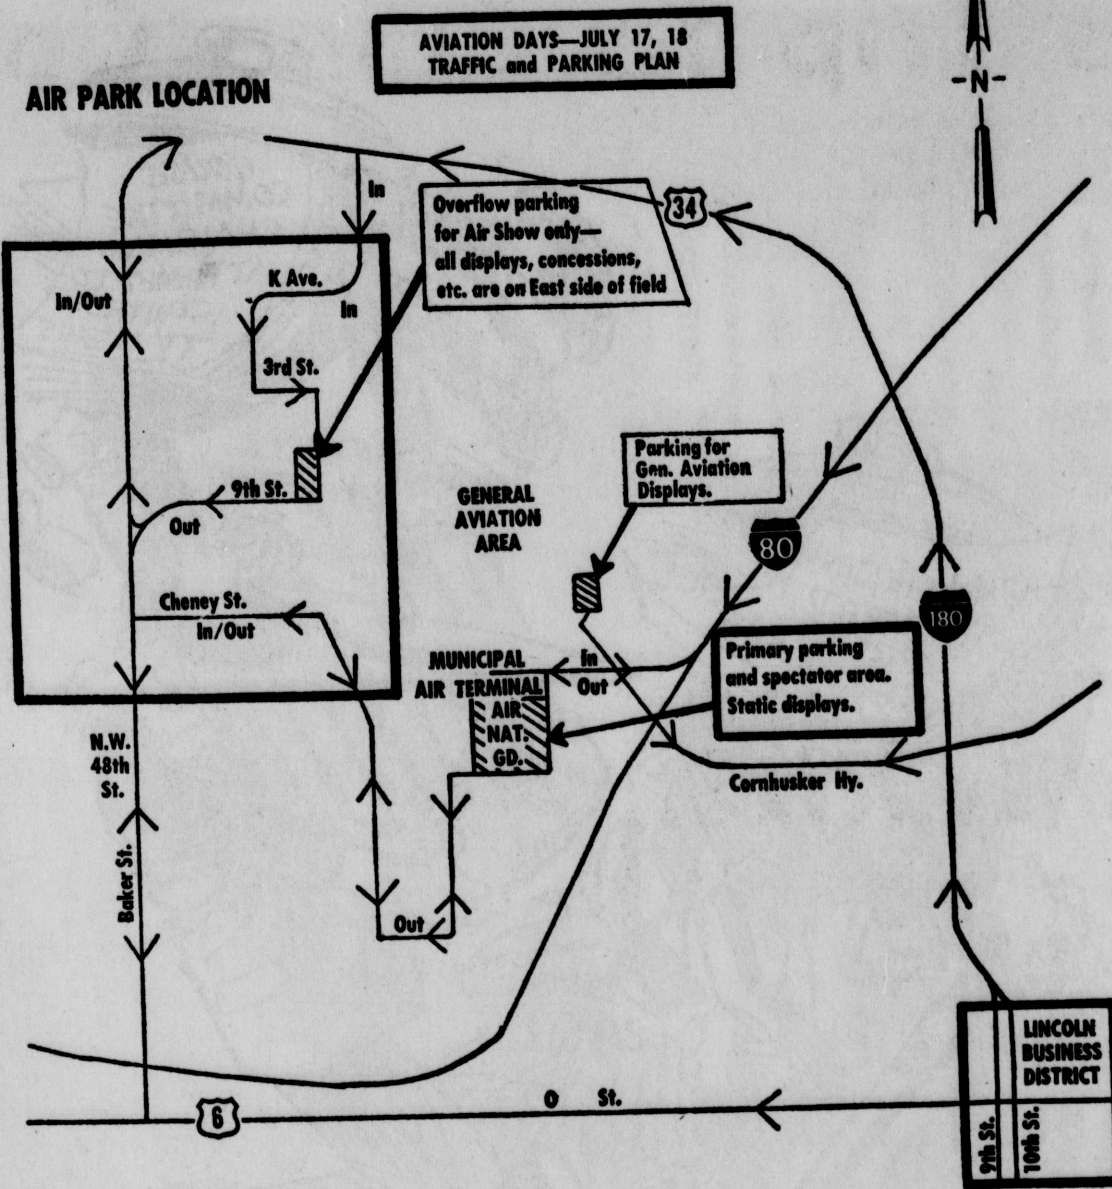 AVIATION DAYS—JULY 17, 18
TRAFFIC and PARKING PLAN
AIR PARK LOCATION
-N-
In
34
Overflow parking
for Air Show only—
all displays, concessions,
etc. are on East side of field
K Ave.
In/Out
In
3rd St.
Parking for
Gen. Aviation
Displays.
9th St.
Out
GENERAL
AVIATION
AREA
80
Cheney St.
In/Out
180
MUNICIPAL
AIR TERMINAL
In
Out
AIR
NAT.
GD.
Primary parking
and spectator area.
Static displays.
N.W.
48th
St.
Cornhusker Hy.
Baker St.
Out
LINCOLN
BUSINESS
DISTRICT
O St.
6
9th St.
10th St.